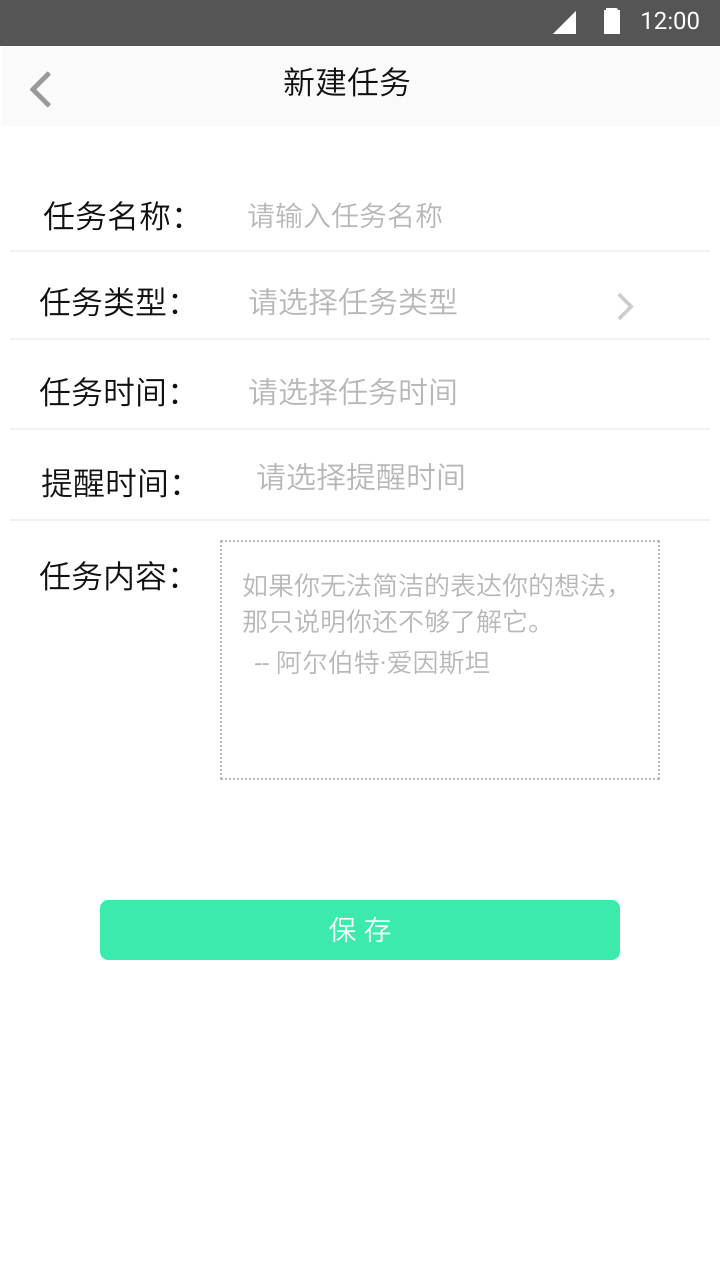 12:00
新建任务
任务名称：
请输入任务名称
任务类型：
请选择任务类型
任务时间：
请选择任务时间
提醒时间：
请选择提醒时间
任务内容：
如果你无法简洁的表达你的想法，
那只说明你还不够了解它。
-- 阿尔伯特·爱因斯坦
保 存